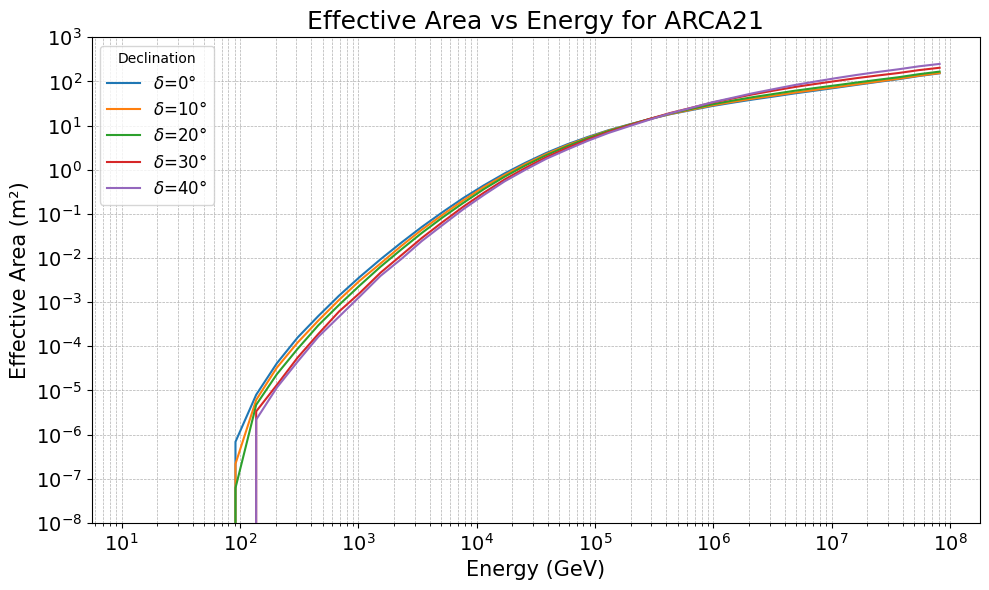 Effective Area vs Energy for ARCA21
Effective Area (m²)
10³
10²
10¹
10⁰
10⁻¹
10⁻²
10⁻³
10⁻⁴
10⁻⁵
10⁻⁶
10⁻⁷
10⁻⁸
Declination
δ=0°
δ=10°
δ=20°
δ=30°
δ=40°
10¹ 10² 10³ 10⁴ 10⁵ 10⁶ 10⁷ 10⁸
Energy (GeV)